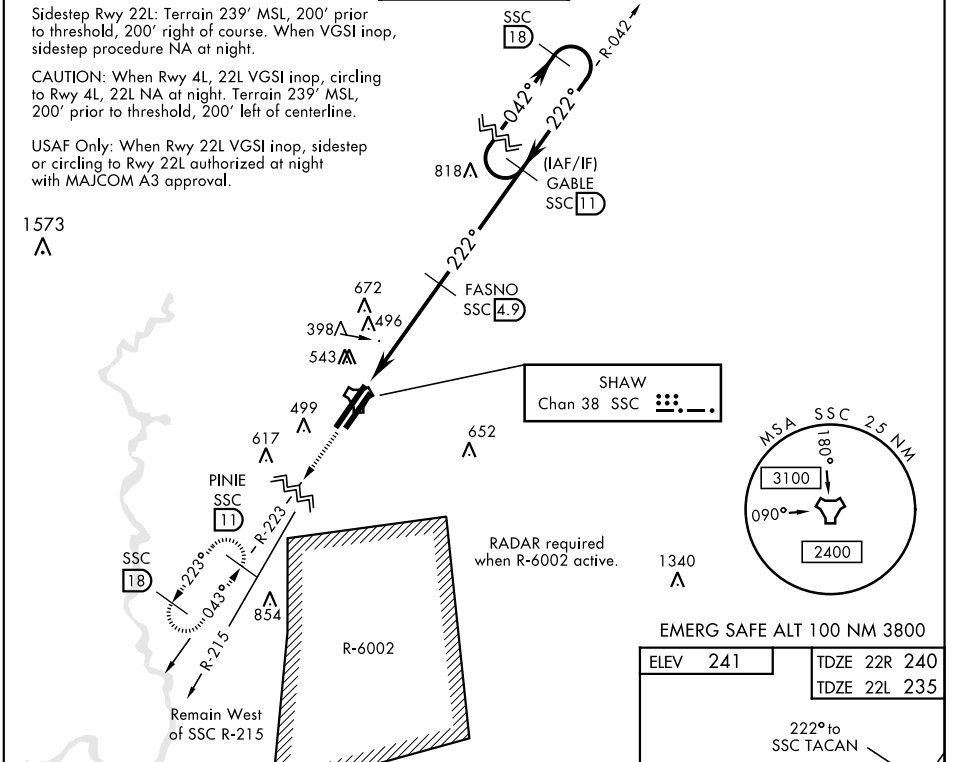 Sidestep Rwy 22L: Terrain 239' MSL, 200' prior
to threshold, 200' right of course. When VGSI inop,
sidestep procedure NA at night.
CAUTION: When Rwy 4L, 22L VGSI inop, circling
to Rwy 4L, 22L NA at night. Terrain 239' MSL,
200' prior to threshold, 200' left of centerline.
USAF Only: When Rwy 22L VGSI inop, sidestep
or circling to Rwy 22L authorized at night
with MAJCOM A3 approval.
SSC
18
R-042
042°
222°
818
(IAF/IF)
GABLE
SSC 11
1573
222°
FASNO
SSC 4.9
672
496
398
543
SHAW
Chan 38 SSC
499
617
652
MSA SSC 25 NM
180°
3100
090°
2400
PINIE
SSC
11
R-223
SSC
18
223°
043°
R-215
854
RADAR required
when R-6002 active.
1340
R-6002
Remain West
of SSC R-215
EMERG SAFE ALT 100 NM 3800
ELEV 241
TDZE 22R 240
TDZE 22L 235
222° to
SSC TACAN